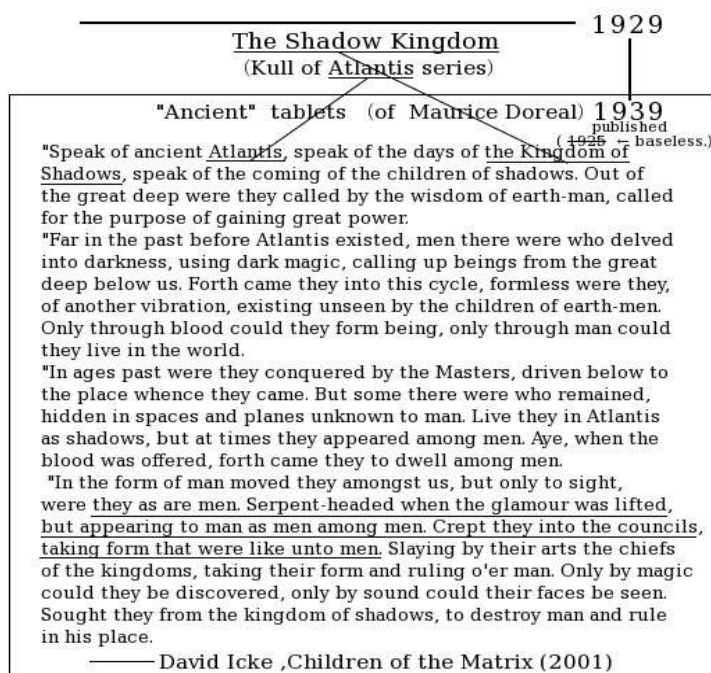 1929
The Shadow Kingdom
(Kull of Atlantis series)
"Ancient" tablets (of Maurice Doreal) 1939
published
( 1925 ← baseless.)
"Speak of ancient Atlantis, speak of the days of the Kingdom of
Shadows, speak of the coming of the children of shadows. Out of
the great deep were they called by the wisdom of earth-man, called
for the purpose of gaining great power.
"Far in the past before Atlantis existed, men there were who delved
into darkness, using dark magic, calling up beings from the great
deep below us. Forth came they into this cycle, formless were they,
of another vibration, existing unseen by the children of earth-men.
Only through blood could they form being, only through man could
they live in the world.
"In ages past were they conquered by the Masters, driven below to
the place whence they came. But some there were who remained,
hidden in spaces and planes unknown to man. Live they in Atlantis
as shadows, but at times they appeared among men. Aye, when the
blood was offered, forth came they to dwell among men.
"In the form of man moved they amongst us, but only to sight,
were they as are men. Serpent-headed when the glamour was lifted,
but appearing to man as men among men. Crept they into the councils,
taking form that were like unto men. Slaying by their arts the chiefs
of the kingdoms, taking their form and ruling o'er man. Only by magic
could they be discovered, only by sound could their faces be seen.
Sought they from the kingdom of shadows, to destroy man and rule
in his place.
David Icke ,Children of the Matrix (2001)